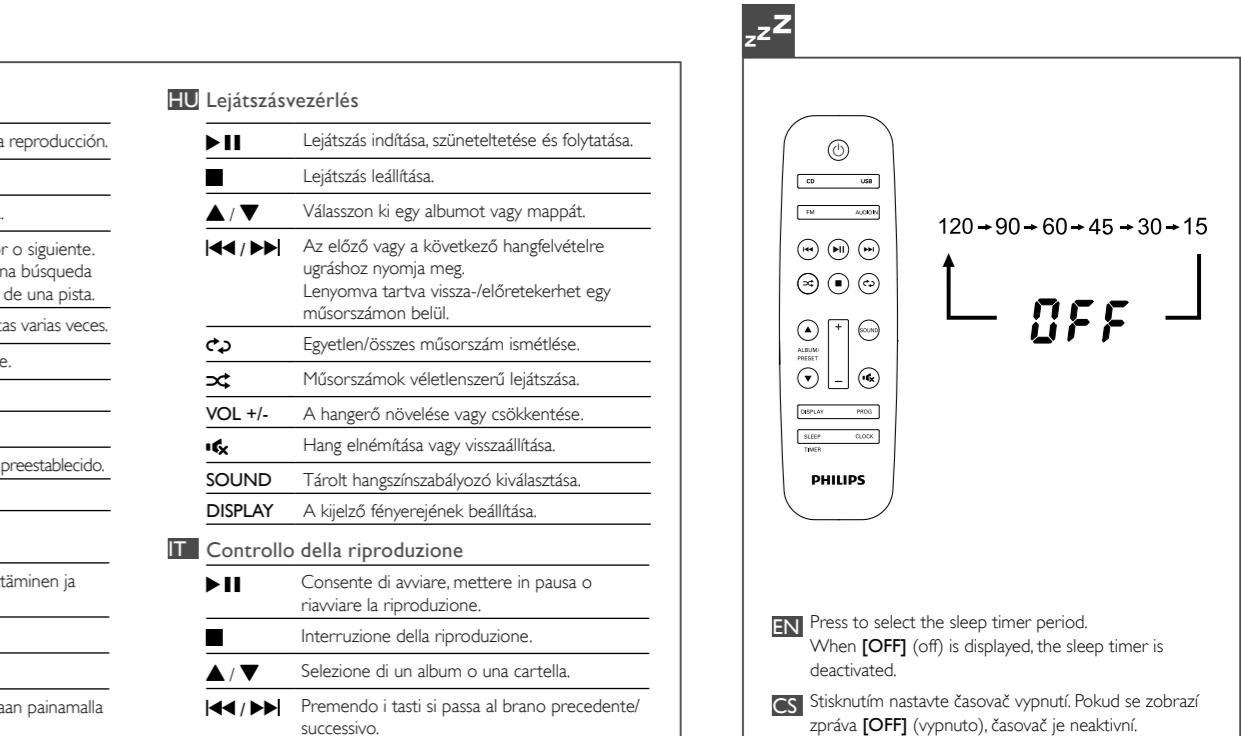 a reproducción.
.
r o siguiente.
na búsqueda
de una pista.
tas varias veces.
e.
preestablecido.
täminen ja
aan painamalla
HU Lejátszásvezérlés
▶❚❚ Lejátszás indítása, szüneteltetése és folytatása.
■ Lejátszás leállítása.
▲ / ▼ Válasszon ki egy albumot vagy mappát.
|◀◀ / ▶▶| Az előző vagy a következő hangfelvételre
ugráshoz nyomja meg.
Lenyomva tartva vissza-/előretekerhet egy
műsorszámon belül.
Egyetlen/összes műsorszám ismétlése.
Műsorszámok véletlenszerű lejátszása.
VOL +/- A hangerő növelése vagy csökkentése.
Hang elnémítása vagy visszaállítása.
SOUND Tárolt hangszínszabályozó kiválasztása.
DISPLAY A kijelző fényerejének beállítása.
IT Controllo della riproduzione
▶❚❚ Consente di avviare, mettere in pausa o
riavviare la riproduzione.
■ Interruzione della riproduzione.
▲ / ▼ Selezione di un album o una cartella.
|◀◀ / ▶▶| Premendo i tasti si passa al brano precedente/
successivo.
zzZ
CD USB
FM AUDIO IN
+ SOUND
ALBUM/
PRESET
–
DISPLAY PROG
SLEEP CLOCK
TIMER
PHILIPS
120→90→60→45→30→15
OFF
EN Press to select the sleep timer period.
When [OFF] (off) is displayed, the sleep timer is
deactivated.
CS Stisknutím nastavte časovač vypnutí. Pokud se zobrazí
zpráva [OFF] (vypnuto), časovač je neaktivní.